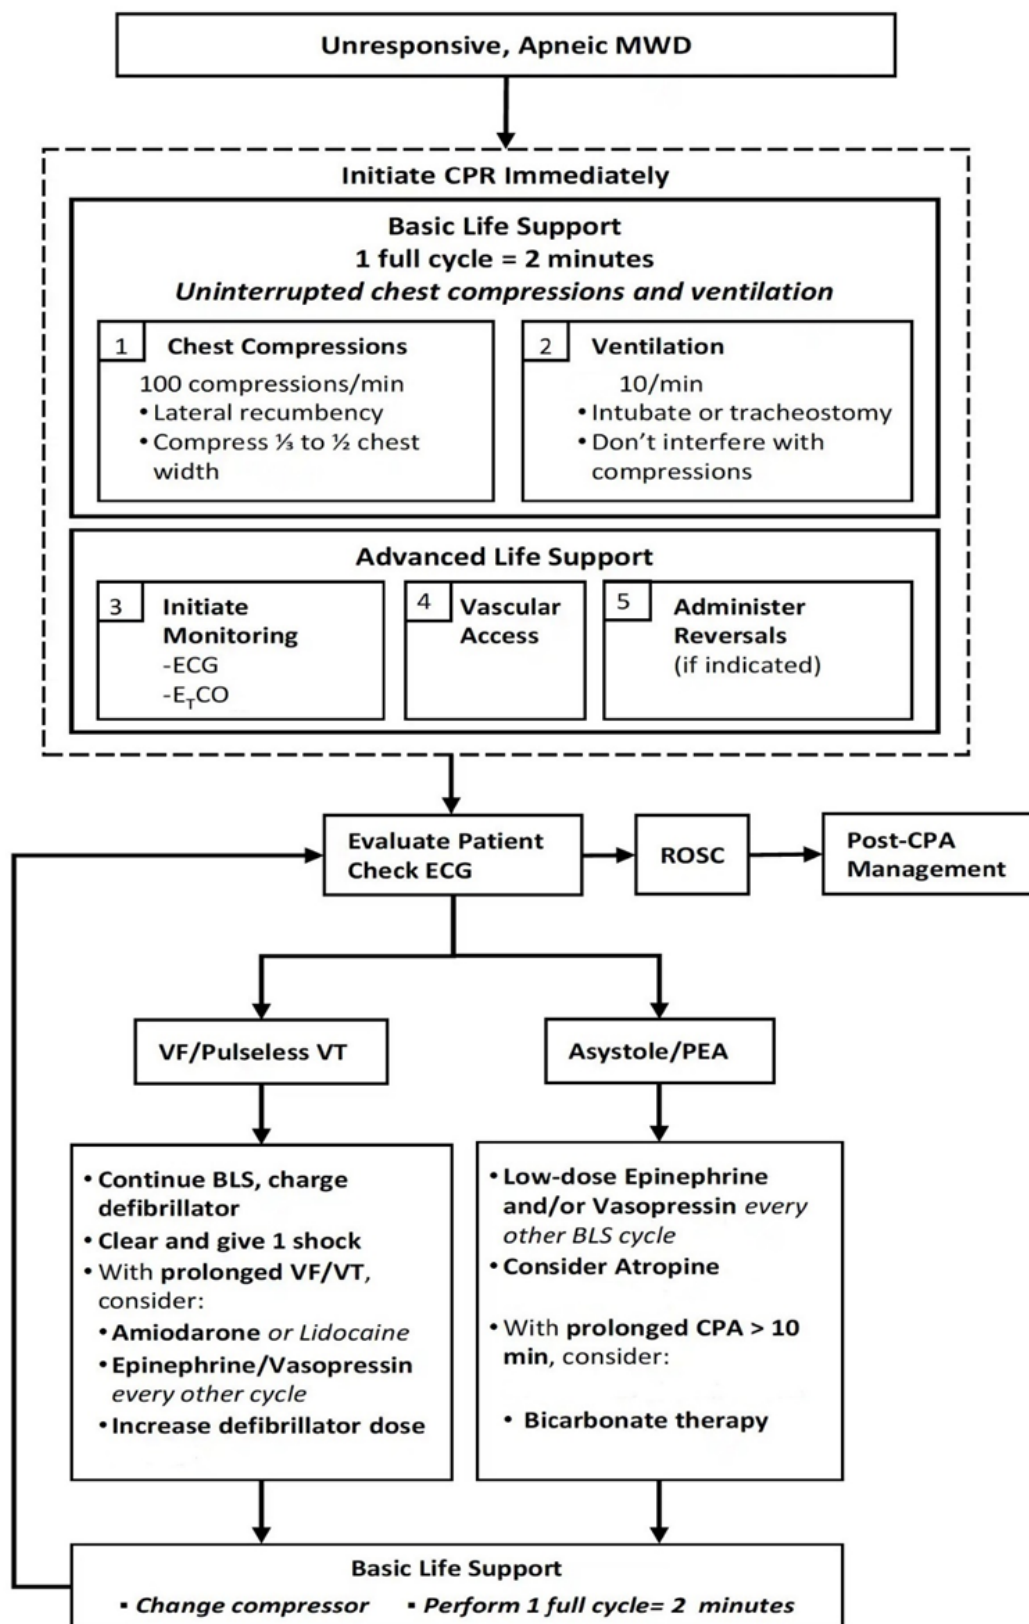 Unresponsive, Apneic MWD
Initiate CPR Immediately
Basic Life Support
1 full cycle = 2 minutes
Uninterrupted chest compressions and ventilation
1 Chest Compressions
100 compressions/min
• Lateral recumbency
• Compress ⅓ to ½ chest
width
2 Ventilation
10/min
• Intubate or tracheostomy
• Don't interfere with
compressions
Advanced Life Support
3 Initiate
Monitoring
-ECG
-ETCO
4 Vascular
Access
5 Administer
Reversals
(if indicated)
Evaluate Patient
Check ECG
ROSC
Post-CPA
Management
VF/Pulseless VT
Asystole/PEA
• Continue BLS, charge
defibrillator
• Clear and give 1 shock
• With prolonged VF/VT,
consider:
• Amiodarone or Lidocaine
• Epinephrine/Vasopressin
every other cycle
• Increase defibrillator dose
• Low-dose Epinephrine
and/or Vasopressin every
other BLS cycle
• Consider Atropine
• With prolonged CPA > 10
min, consider:
• Bicarbonate therapy
Basic Life Support
▪ Change compressor ▪ Perform 1 full cycle= 2 minutes